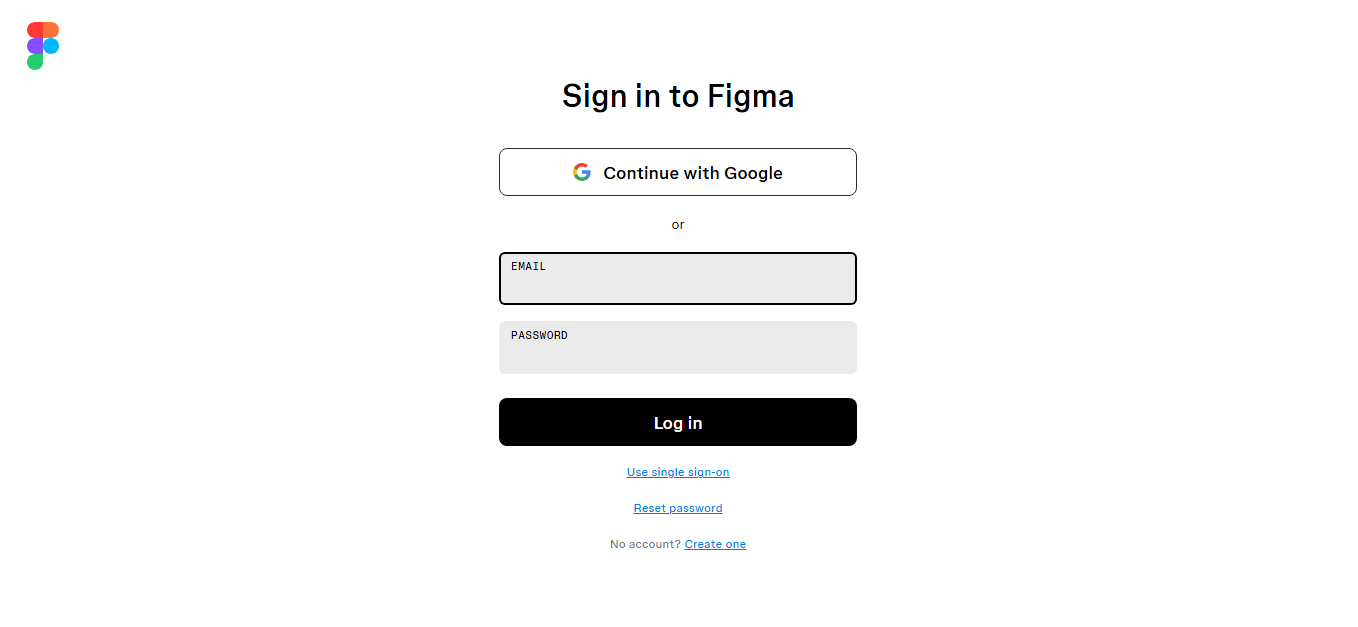 Sign in to Figma
Continue with Google
or
EMAIL
PASSWORD
Log in
Use single sign-on
Reset password
No account? Create one